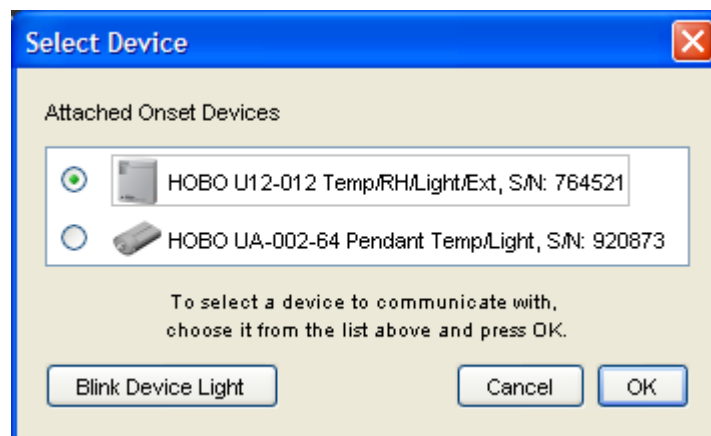 Select Device
Attached Onset Devices
HOBO U12-012 Temp/RH/Light/Ext, S/N: 764521
HOBO UA-002-64 Pendant Temp/Light, S/N: 920873
To select a device to communicate with,
choose it from the list above and press OK.
Blink Device Light Cancel OK